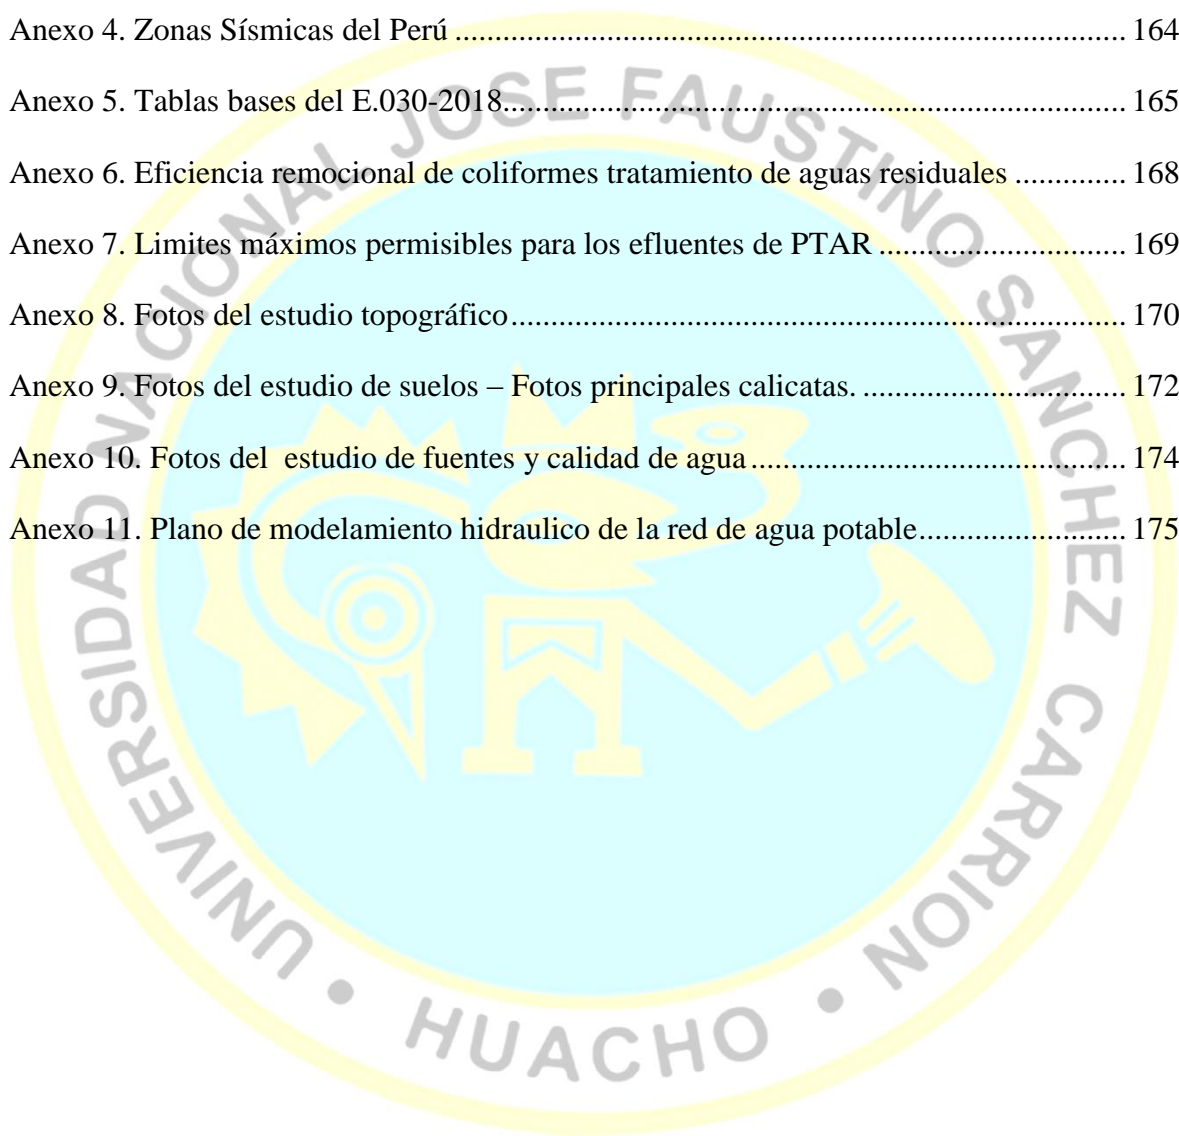 Anexo 4. Zonas Sísmicas del Perú ........................................................................ 164
Anexo 5. Tablas bases del E.030-2018.................................................................. 165
Anexo 6. Eficiencia remocional de coliformes tratamiento de aguas residuales .............. 168
Anexo 7. Limites máximos permisibles para los efluentes de PTAR .......................... 169
Anexo 8. Fotos del estudio topográfico.................................................................. 170
Anexo 9. Fotos del estudio de suelos – Fotos principales calicatas. ............................ 172
Anexo 10. Fotos del  estudio de fuentes y calidad de agua........................................ 174
Anexo 11. Plano de modelamiento hidraulico de la red de agua potable...................... 175
UNIVERSIDAD NACIONAL JOSE FAUSTINO SANCHEZ CARRION • HUACHO •